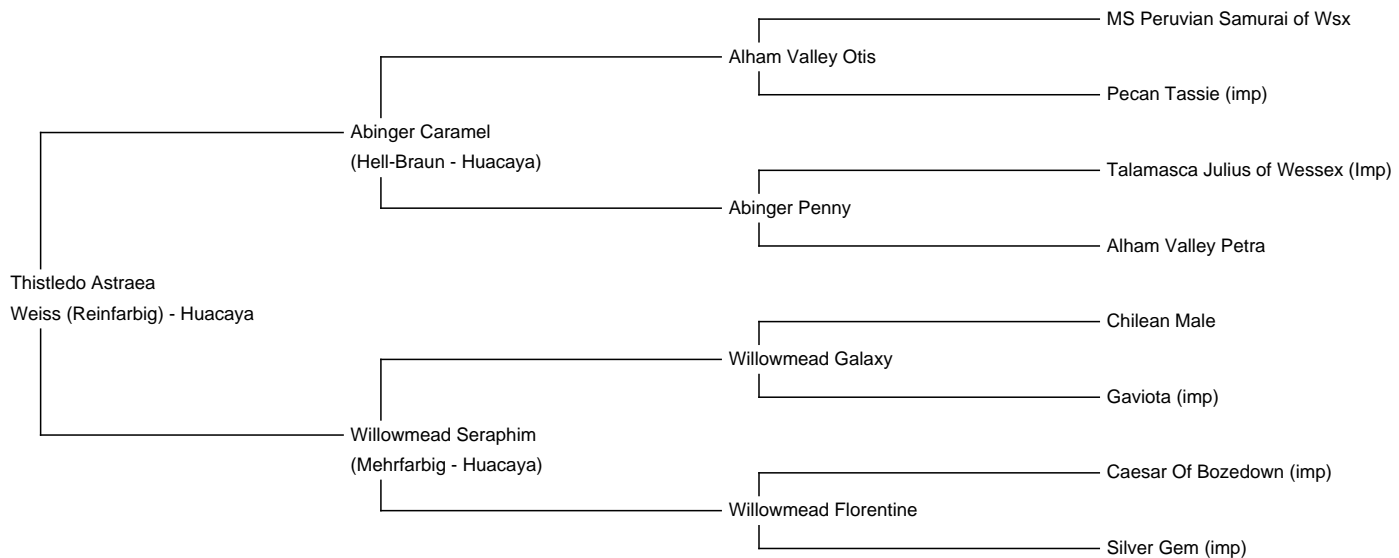 MS Peruvian Samurai of Wsx
Alham Valley Otis
Pecan Tassie (imp)
Abinger Caramel
(Hell-Braun - Huacaya)
Talamasca Julius of Wessex (Imp)
Abinger Penny
Alham Valley Petra
Thistledo Astraea
Weiss (Reinfarbig) - Huacaya
Chilean Male
Willowmead Galaxy
Gaviota (imp)
Willowmead Seraphim
(Mehrfarbig - Huacaya)
Caesar Of Bozedown (imp)
Willowmead Florentine
Silver Gem (imp)